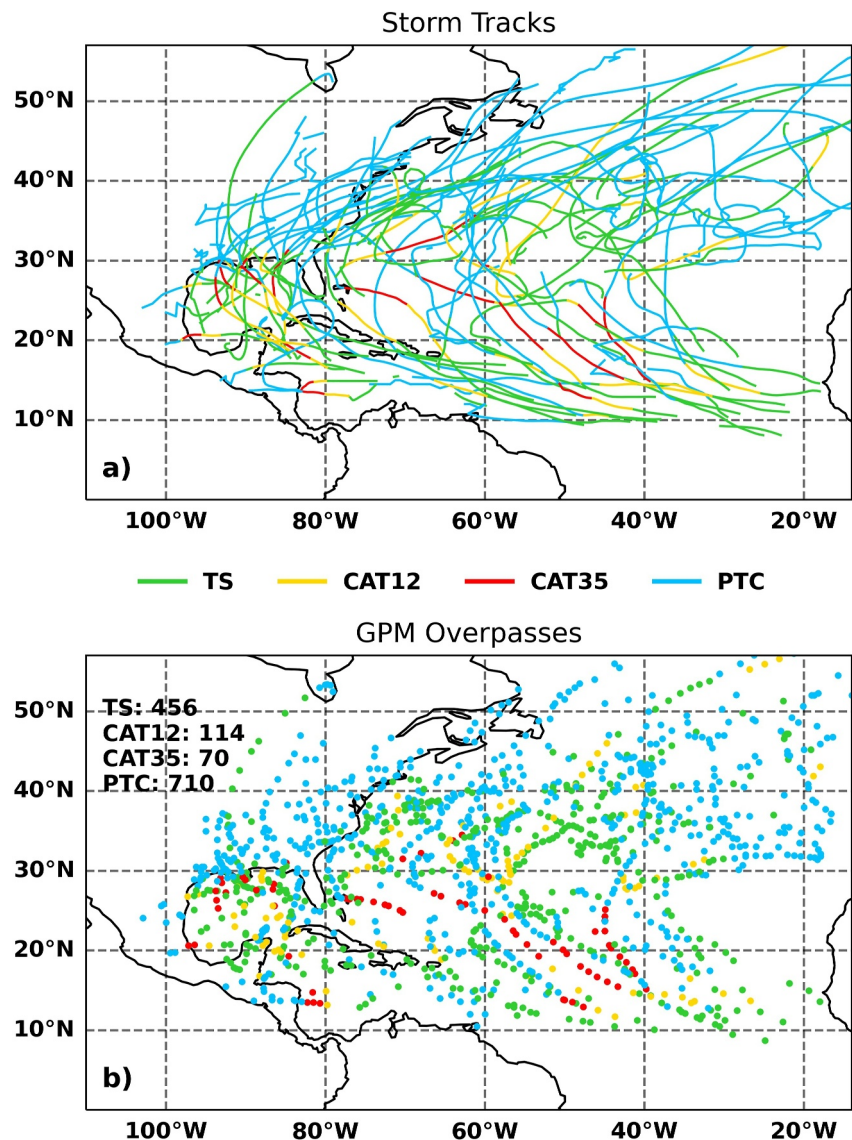 Storm Tracks
50°N
40°N
30°N
20°N
10°N
a)
100°W 80°W 60°W 40°W 20°W
TS CAT12 CAT35 PTC
GPM Overpasses
TS: 456
50°N
CAT12: 114
CAT35: 70
PTC: 710
40°N
30°N
20°N
10°N
b)
100°W 80°W 60°W 40°W 20°W